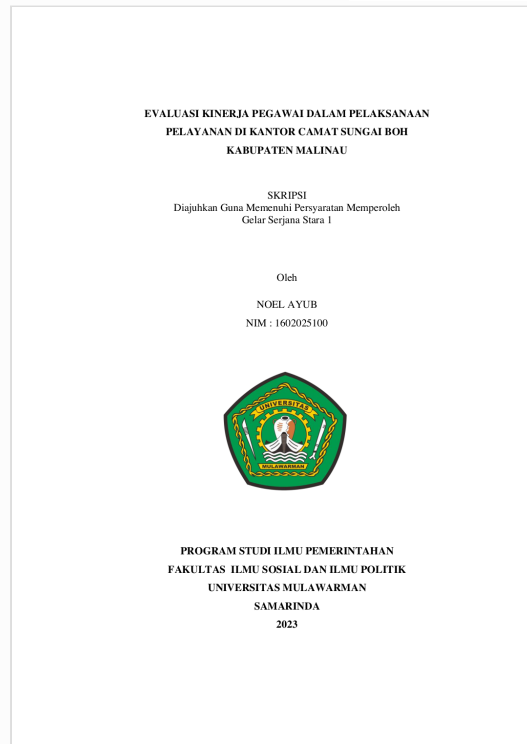 EVALUASI KINERJA PEGAWAI DALAM PELAKSANAAN
PELAYANAN DI KANTOR CAMAT SUNGAI BOH
KABUPATEN MALINAU
SKRIPSI
Diajuhkan Guna Memenuhi Persyaratan Memperoleh
Gelar Serjana Stara 1
Oleh
NOEL AYUB
NIM : 1602025100
UNIVERSITAS
MULAWARMAN
PROGRAM STUDI ILMU PEMERINTAHAN
FAKULTAS ILMU SOSIAL DAN ILMU POLITIK
UNIVERSITAS MULAWARMAN
SAMARINDA
2023